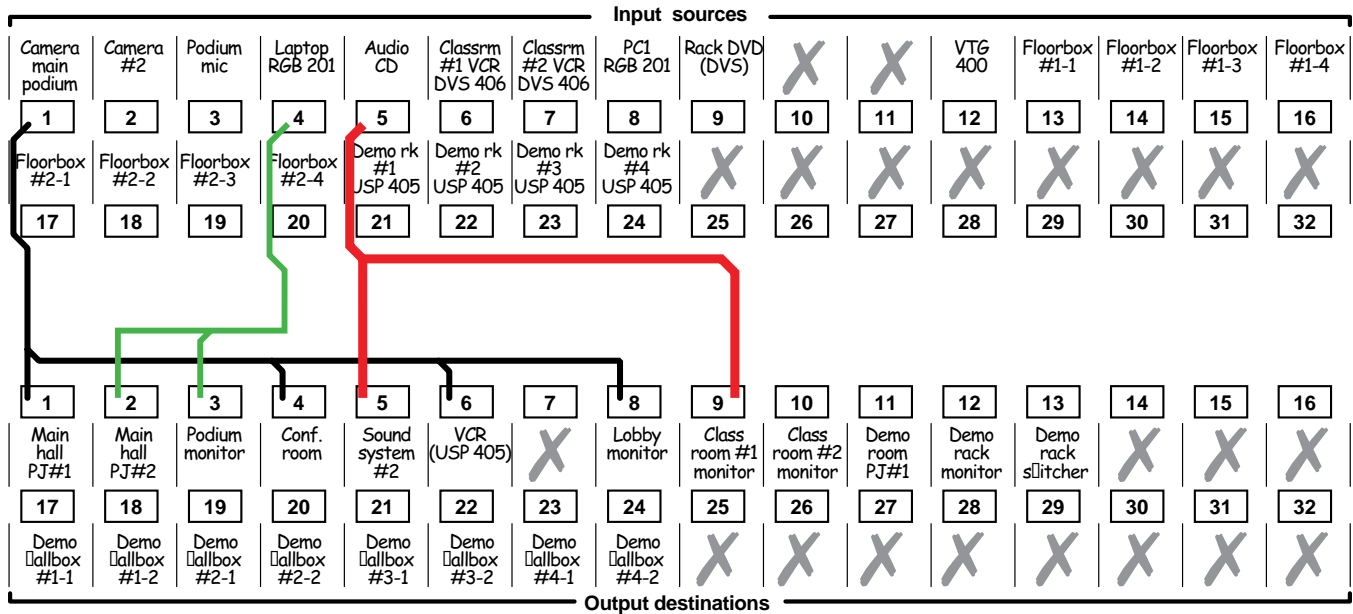 Input sources
Camera
main
podium
Camera
#2
Podium
mic
Laptop
RGB 201
Audio
CD
Classrm
#1 VCR
DVS 406
Classrm
#2 VCR
DVS 406
PC1
RGB 201
Rack DVD
(DVS)
VTG
400
Floorbox
#1-1
Floorbox
#1-2
Floorbox
#1-3
Floorbox
#1-4
1 2 3 4 5 6 7 8 9 10 11 12 13 14 15 16
Floorbox
#2-1
Floorbox
#2-2
Floorbox
#2-3
Floorbox
#2-4
Demo rk
#1
USP 405
Demo rk
#2
USP 405
Demo rk
#3
USP 405
Demo rk
#4
USP 405
17 18 19 20 21 22 23 24 25 26 27 28 29 30 31 32
1 2 3 4 5 6 7 8 9 10 11 12 13 14 15 16
Main
hall
PJ#1
Main
hall
PJ#2
Podium
monitor
Conf.
room
Sound
system
#2
VCR
(USP 405)
Lobby
monitor
Class
room #1
monitor
Class
room #2
monitor
Demo
room
PJ#1
Demo
rack
monitor
Demo
rack
s▯itcher
17 18 19 20 21 22 23 24 25 26 27 28 29 30 31 32
Demo
▯allbox
#1-1
Demo
▯allbox
#1-2
Demo
▯allbox
#2-1
Demo
▯allbox
#2-2
Demo
▯allbox
#3-1
Demo
▯allbox
#3-2
Demo
▯allbox
#4-1
Demo
▯allbox
#4-2
Output destinations